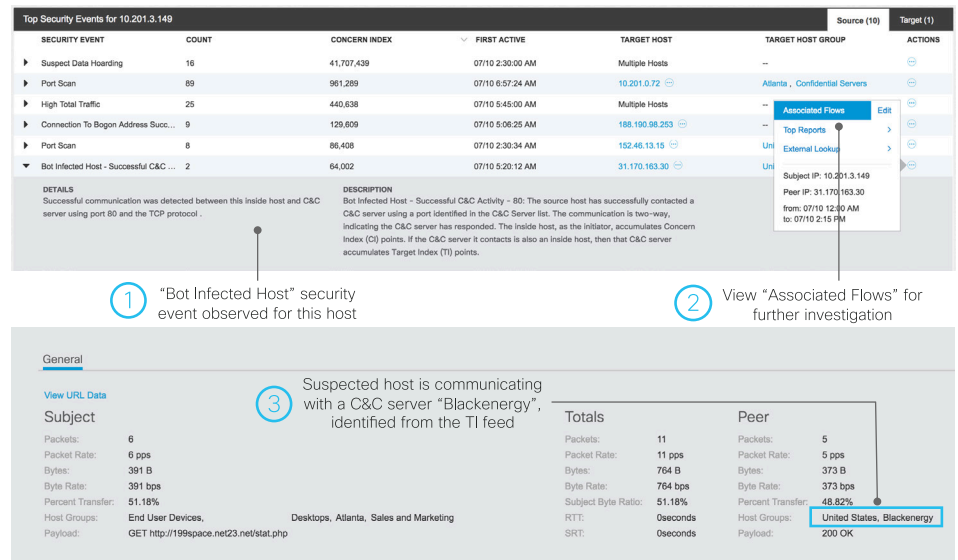 Top Security Events for 10.201.3.149
Source (10)
Target (1)
SECURITY EVENT COUNT CONCERN INDEX FIRST ACTIVE TARGET HOST TARGET HOST GROUP ACTIONS
Suspect Data Hoarding 16 41,707,439 07/10 2:30:00 AM Multiple Hosts --
Port Scan 89 961,289 07/10 6:57:24 AM 10.201.0.72 Atlanta , Confidential Servers
High Total Traffic 25 440,638 07/10 5:45:00 AM Multiple Hosts --
Connection To Bogon Address Succ... 9 129,609 07/10 5:06:25 AM 188.190.98.253 --
Port Scan 8 86,408 07/10 2:30:34 AM 152.46.13.15 Uni
Bot Infected Host - Successful C&C ... 2 64,002 07/10 5:20:12 AM 31.170.163.30 Uni
Associated Flows Edit
Top Reports
External Lookup
Subject IP: 10.201.3.149
Peer IP: 31.170.163.30
from: 07/10 12:00 AM
to: 07/10 2:15 PM
DETAILS
Successful communication was detected between this inside host and C&C
server using port 80 and the TCP protocol .
DESCRIPTION
Bot Infected Host - Successful C&C Activity - 80: The source host has successfully contacted a
C&C server using a port identified in the C&C Server list. The communication is two-way,
indicating the C&C server has responded. The inside host, as the initiator, accumulates Concern
Index (CI) points. If the C&C server it contacts is also an inside host, then that C&C server
accumulates Target Index (TI) points.
1 "Bot Infected Host" security
event observed for this host
2 View "Associated Flows" for
further investigation
General
View URL Data
3 Suspected host is communicating
with a C&C server "Blackenergy",
identified from the TI feed
Subject
Packets: 6
Packet Rate: 6 pps
Bytes: 391 B
Byte Rate: 391 bps
Percent Transfer: 51.18%
Host Groups: End User Devices, Desktops, Atlanta, Sales and Marketing
Payload: GET http://199space.net23.net/stat.php
Totals
Packets: 11
Packet Rate: 11 pps
Bytes: 764 B
Byte Rate: 764 bps
Subject Byte Ratio: 51.18%
RTT: 0seconds
SRT: 0seconds
Peer
Packets: 5
Packet Rate: 5 pps
Bytes: 373 B
Byte Rate: 373 bps
Percent Transfer: 48.82%
Host Groups: United States, Blackenergy
Payload: 200 OK